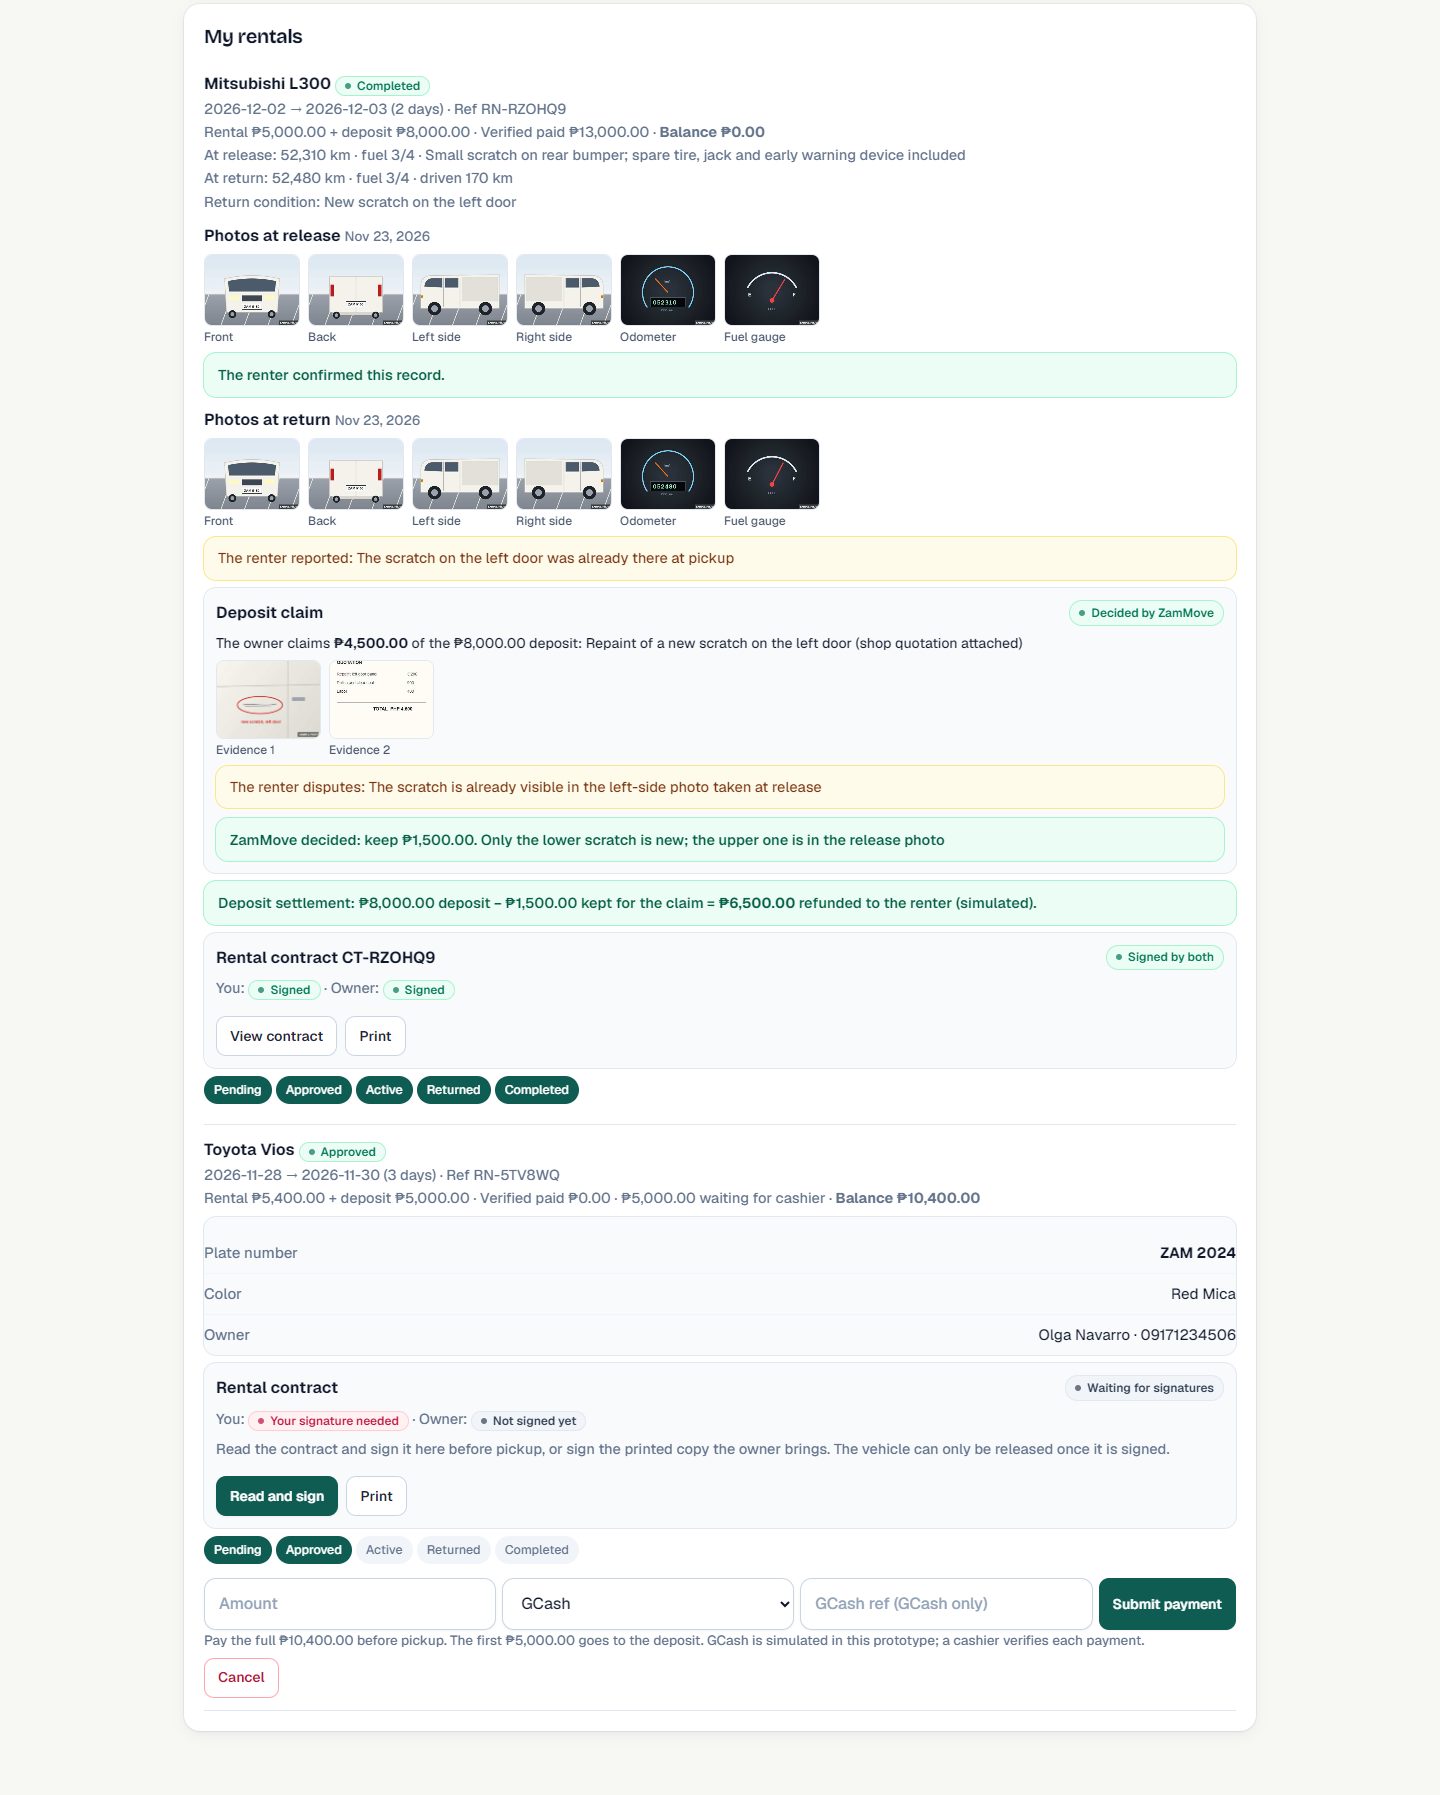 My rentals
Mitsubishi L300 Completed
2026-12-02 → 2026-12-03 (2 days) · Ref RN-RZOHQ9
Rental ₱5,000.00 + deposit ₱8,000.00 · Verified paid ₱13,000.00 · Balance ₱0.00
At release: 52,310 km · fuel 3/4 · Small scratch on rear bumper; spare tire, jack and early warning device included
At return: 52,480 km · fuel 3/4 · driven 170 km
Return condition: New scratch on the left door
Photos at release Nov 23, 2026
052310
E F
Front Back Left side Right side Odometer Fuel gauge
The renter confirmed this record.
Photos at return Nov 23, 2026
052480
E F
Front Back Left side Right side Odometer Fuel gauge
The renter reported: The scratch on the left door was already there at pickup
Deposit claim Decided by ZamMove
The owner claims ₱4,500.00 of the ₱8,000.00 deposit: Repaint of a new scratch on the left door (shop quotation attached)
QUOTATION
TOTAL PHP 4,500
Evidence 1 Evidence 2
The renter disputes: The scratch is already visible in the left-side photo taken at release
ZamMove decided: keep ₱1,500.00. Only the lower scratch is new; the upper one is in the release photo
Deposit settlement: ₱8,000.00 deposit – ₱1,500.00 kept for the claim = ₱6,500.00 refunded to the renter (simulated).
Rental contract CT-RZOHQ9 Signed by both
You: Signed · Owner: Signed
View contract Print
Pending Approved Active Returned Completed
Toyota Vios Approved
2026-11-28 → 2026-11-30 (3 days) · Ref RN-5TV8WQ
Rental ₱5,400.00 + deposit ₱5,000.00 · Verified paid ₱0.00 · ₱5,000.00 waiting for cashier · Balance ₱10,400.00
Plate number ZAM 2024
Color Red Mica
Owner Olga Navarro · 09171234506
Rental contract Waiting for signatures
You: Your signature needed · Owner: Not signed yet
Read the contract and sign it here before pickup, or sign the printed copy the owner brings. The vehicle can only be released once it is signed.
Read and sign Print
Pending Approved Active Returned Completed
Amount GCash GCash ref (GCash only) Submit payment
Pay the full ₱10,400.00 before pickup. The first ₱5,000.00 goes to the deposit. GCash is simulated in this prototype; a cashier verifies each payment.
Cancel